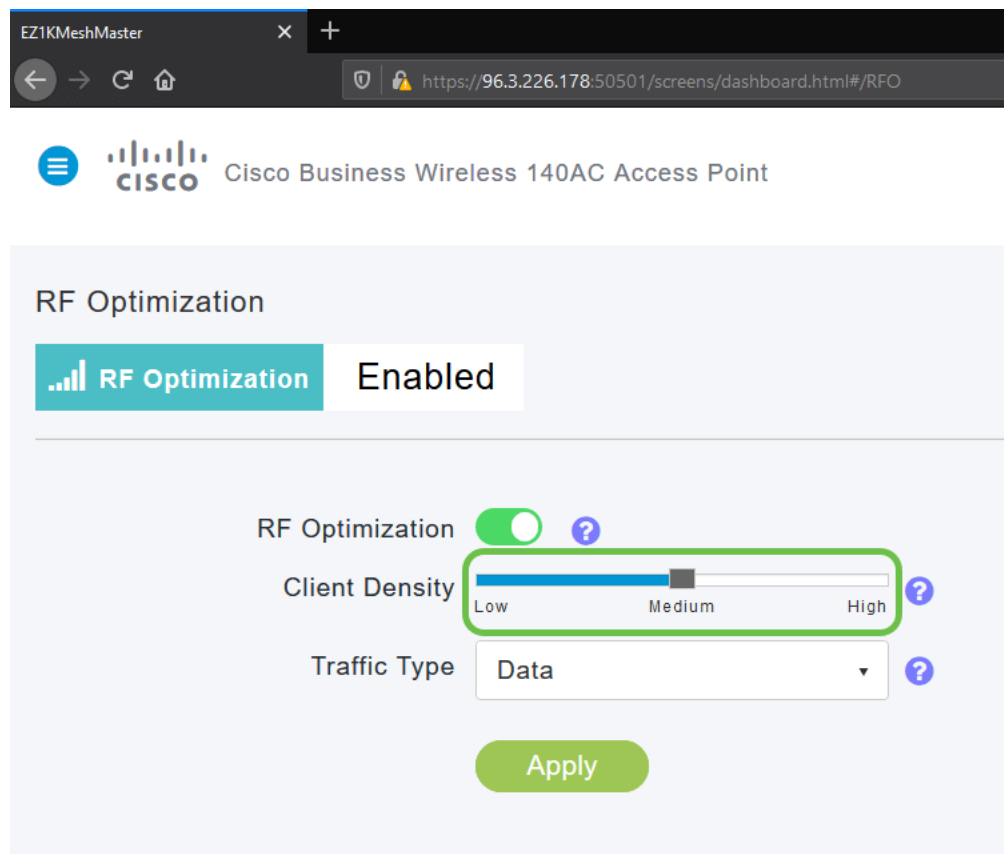 EZ1KMeshMaster
https://96.3.226.178:50501/screens/dashboard.html#/RFO
CISCO Cisco Business Wireless 140AC Access Point
RF Optimization
RF Optimization Enabled
RF Optimization ?
Client Density ?
Low Medium High
Traffic Type Data ?
Apply